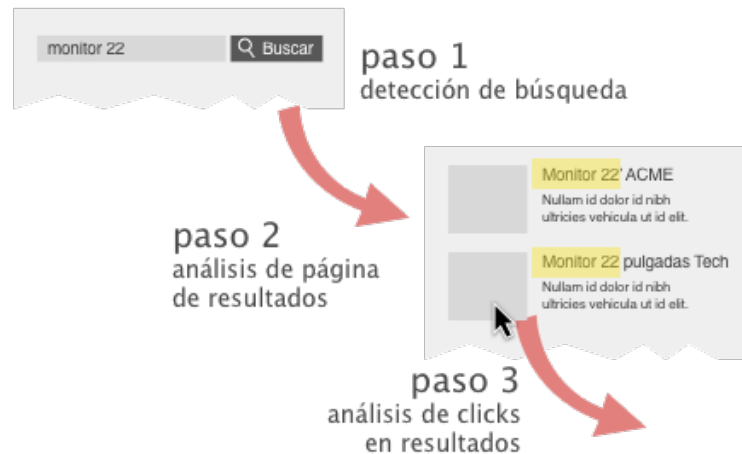 monitor 22
Buscar
paso 1
detección de búsqueda
Monitor 22' ACME
Nullam id dolor id nibh
ultricies vehicula ut id elit.
paso 2
análisis de página
de resultados
Monitor 22 pulgadas Tech
Nullam id dolor id nibh
ultricies vehicula ut id elit.
paso 3
análisis de clicks
en resultados